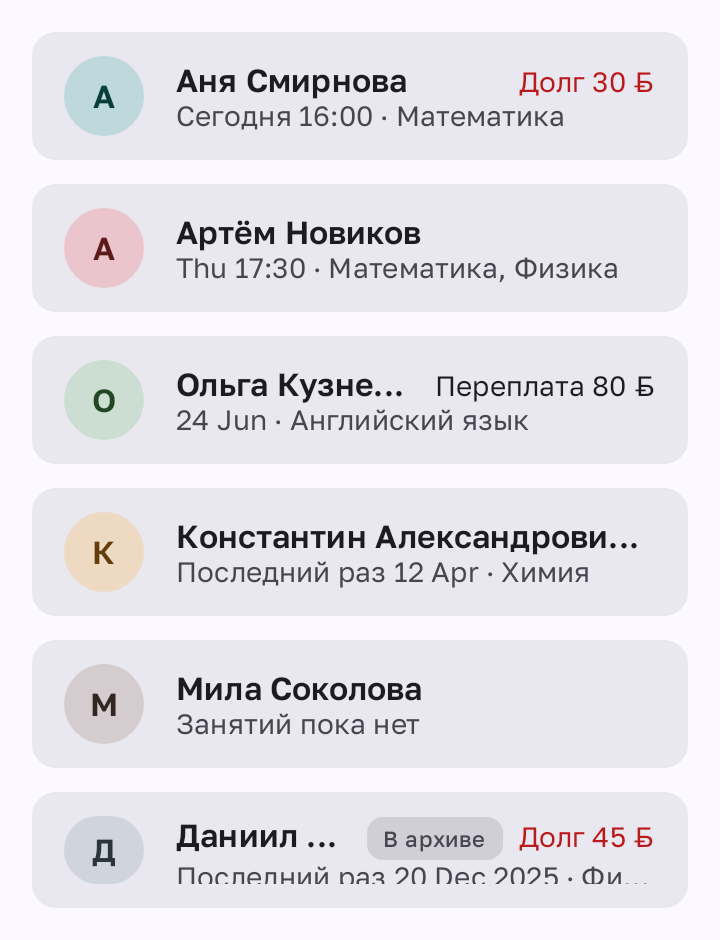 А
Аня Смирнова
Долг 30 Ƃ
Сегодня 16:00 · Математика
А
Артём Новиков
Thu 17:30 · Математика, Физика
О
Ольга Кузне...
Переплата 80 Ƃ
24 Jun · Английский язык
К
Константин Александрови...
Последний раз 12 Apr · Химия
М
Мила Соколова
Занятий пока нет
Д
Даниил ...
В архиве
Долг 45 Ƃ
Последний раз 20 Dec 2025 · Фи...